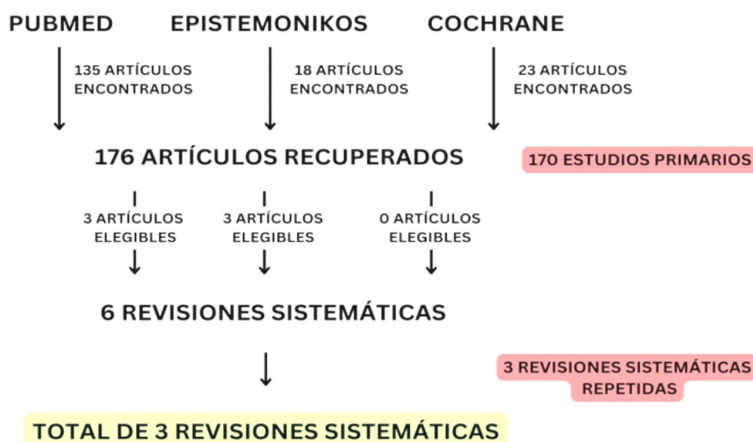 PUBMED EPISTEMONIKOS COCHRANE
135 ARTÍCULOS
ENCONTRADOS
18 ARTÍCULOS
ENCONTRADOS
23 ARTÍCULOS
ENCONTRADOS
176 ARTÍCULOS RECUPERADOS
170 ESTUDIOS PRIMARIOS
3 ARTÍCULOS
ELEGIBLES
3 ARTÍCULOS
ELEGIBLES
0 ARTÍCULOS
ELEGIBLES
6 REVISIONES SISTEMÁTICAS
3 REVISIONES SISTEMÁTICAS
REPETIDAS
TOTAL DE 3 REVISIONES SISTEMÁTICAS